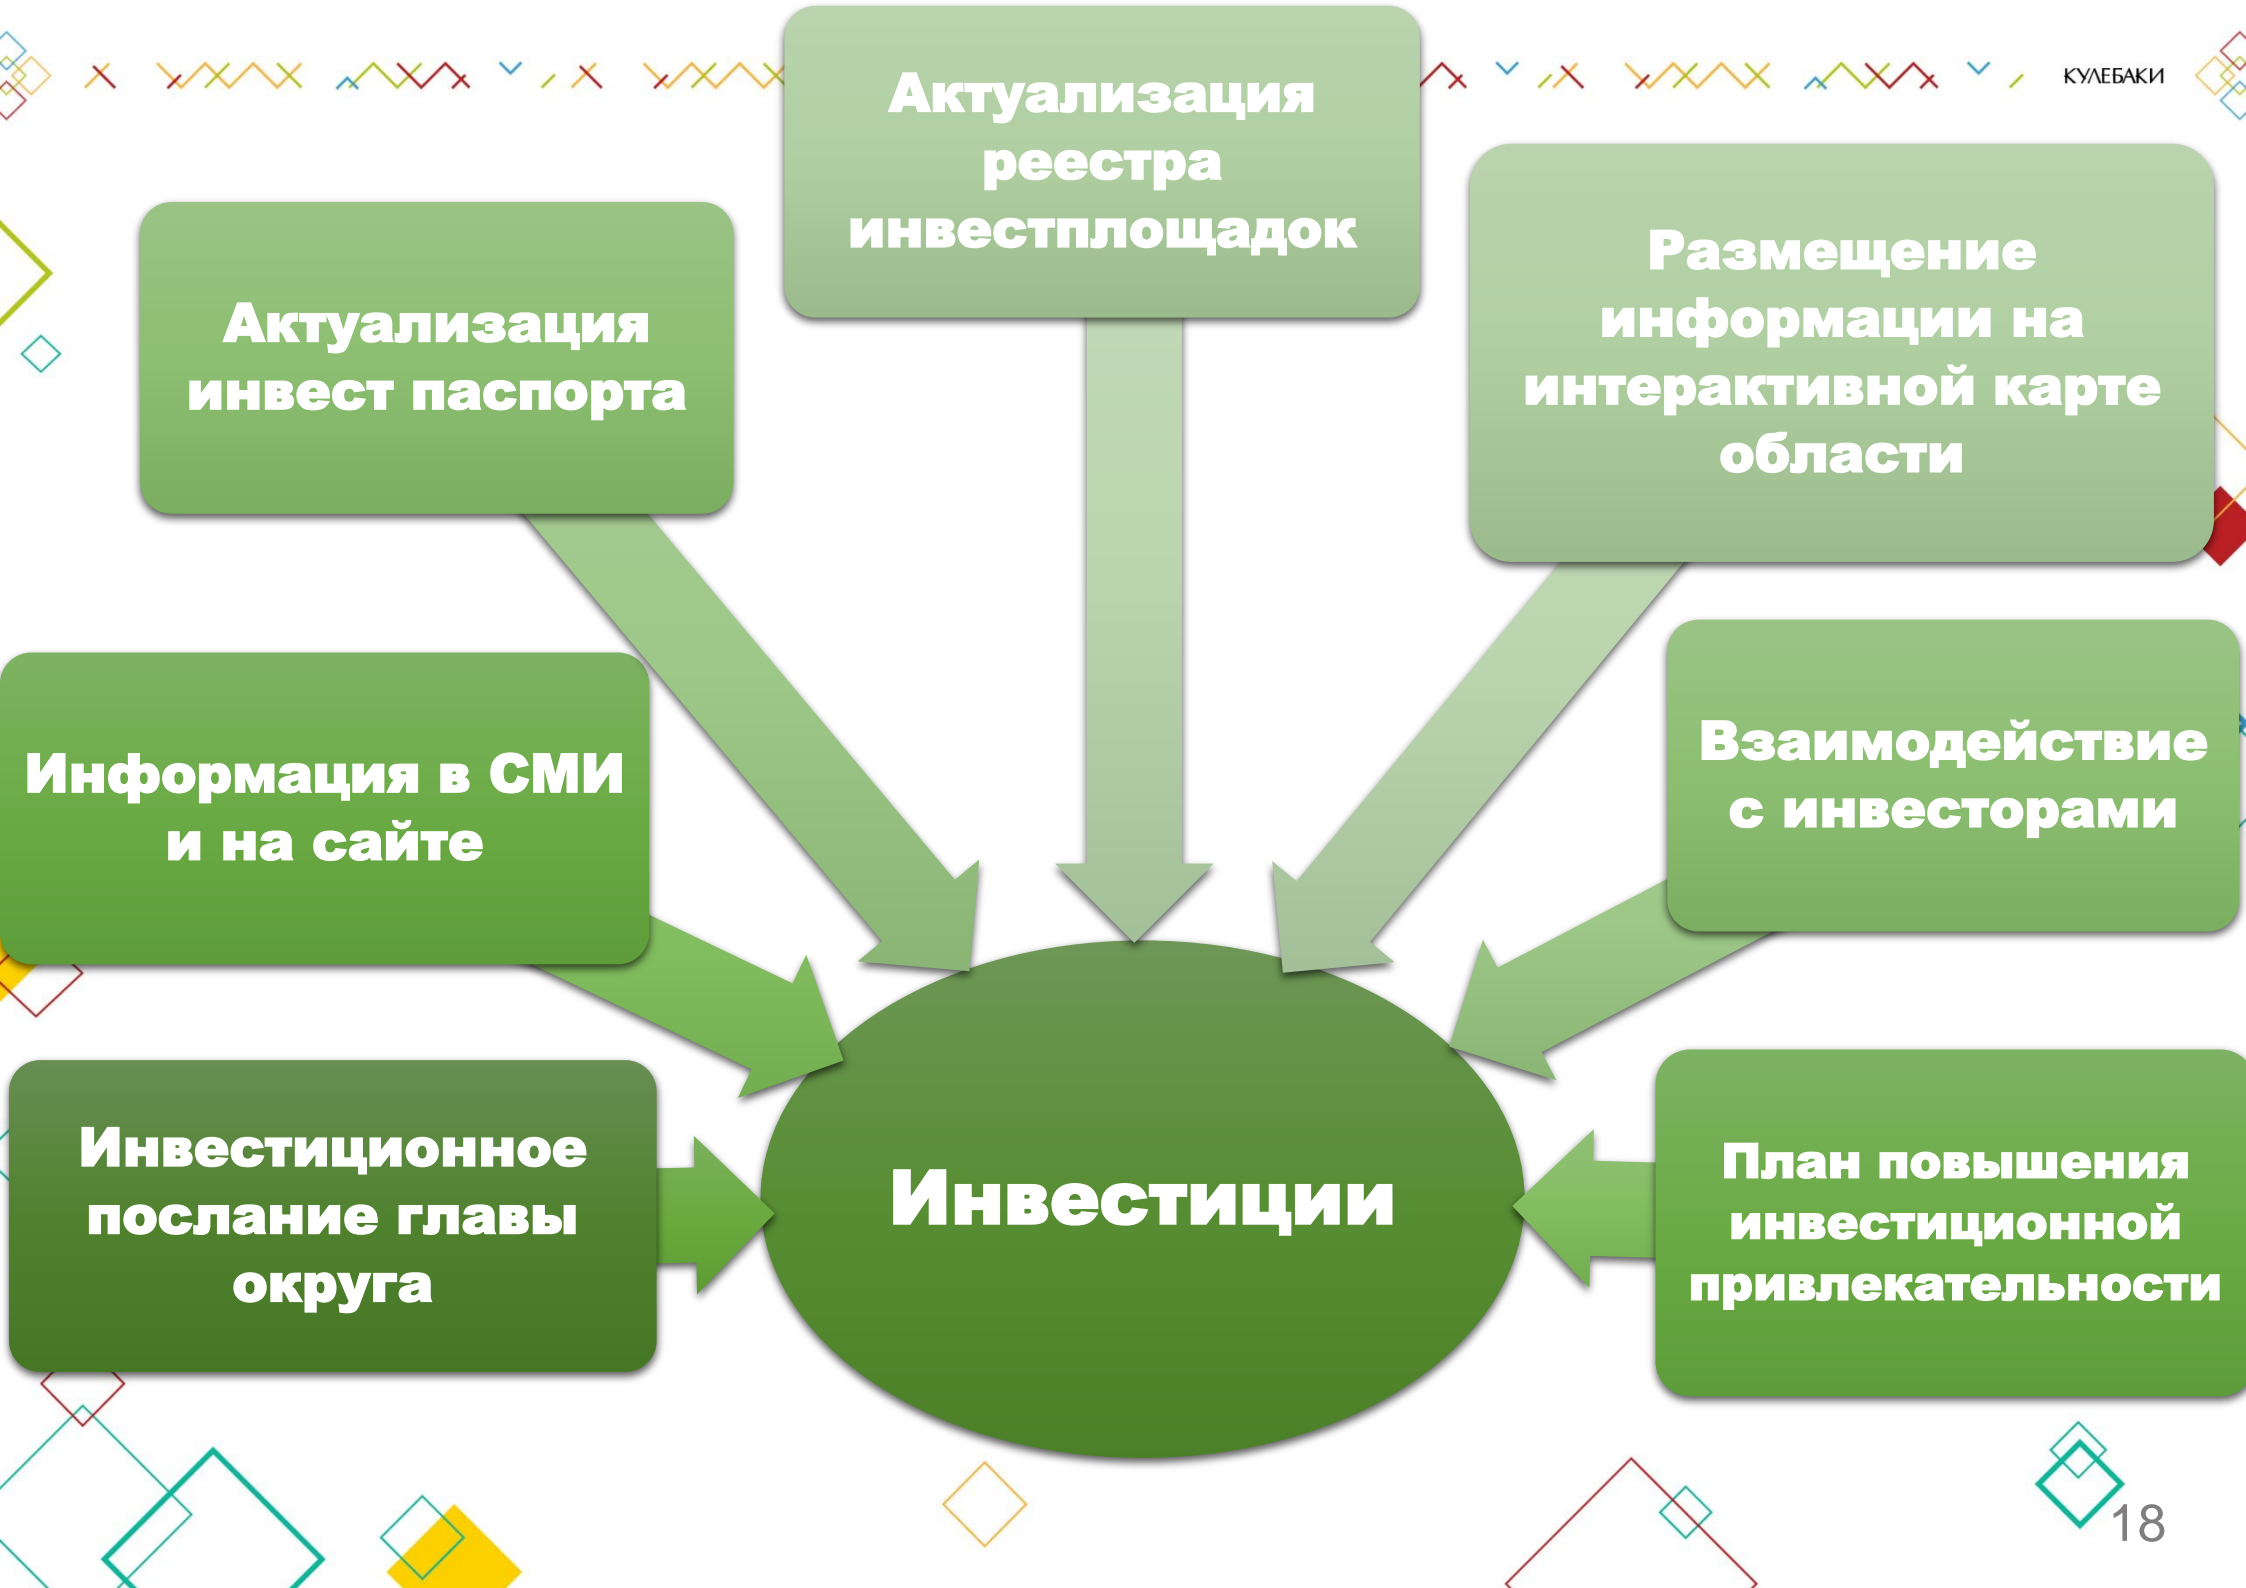 КУЛЕБАКИ
Актуализация
реестра
инвестплощадок
Актуализация
инвест паспорта
Размещение
информации на
интерактивной карте
области
Информация в СМИ
и на сайте
Взаимодействие
с инвесторами
Инвестиционное
послание главы
округа
Инвестиции
План повышения
инвестиционной
привлекательности
18